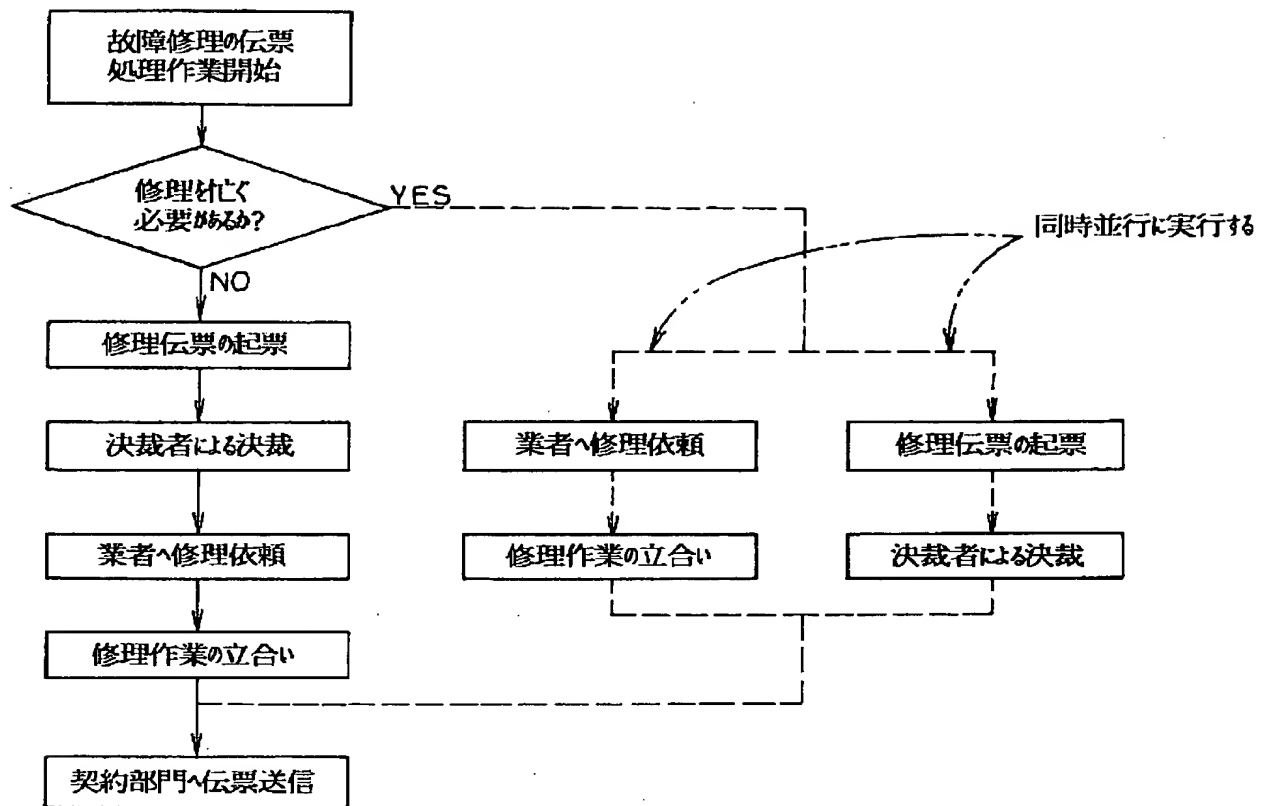 故障修理の伝票
処理作業開始
修理を忙ぐ
必要があるか?
YES
同時並行に実行する
NO
修理伝票の起票
決裁者による決裁
業者へ修理依頼
修理伝票の起票
業者へ修理依頼
修理作業の立合い
決裁者による決裁
修理作業の立合い
契約部門へ伝票送信